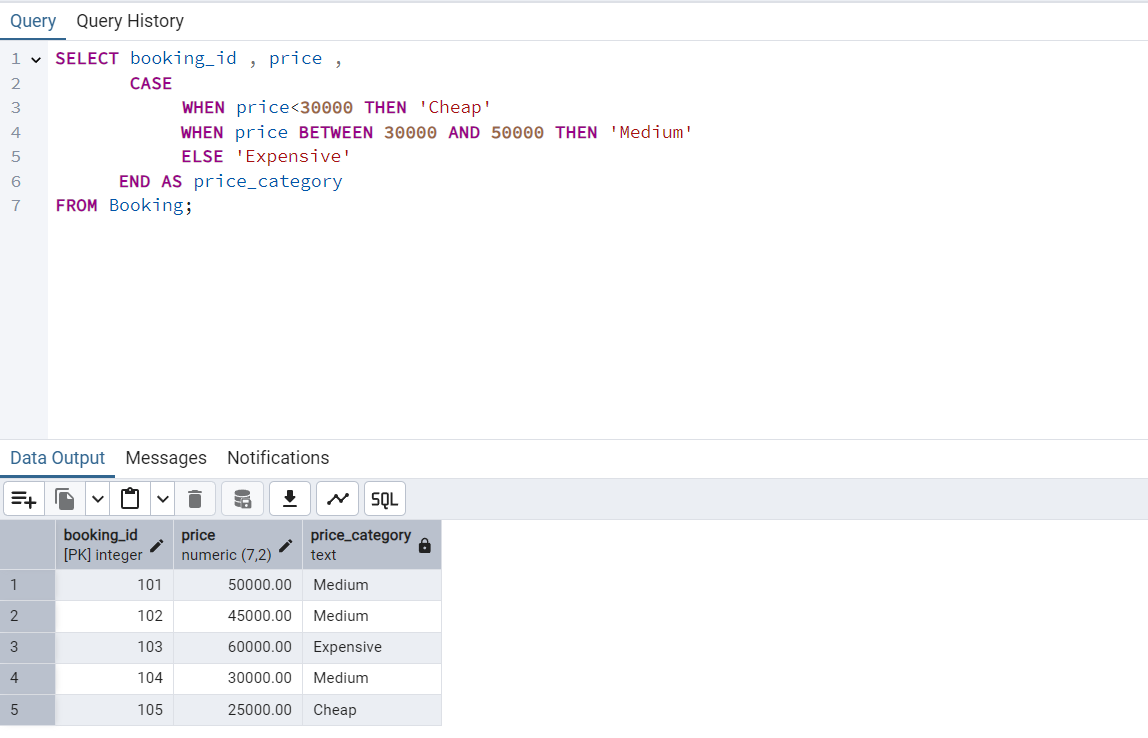 Query Query History
1 SELECT booking_id , price ,
2 CASE
3 WHEN price<30000 THEN 'Cheap'
4 WHEN price BETWEEN 30000 AND 50000 THEN 'Medium'
5 ELSE 'Expensive'
6 END AS price_category
7 FROM Booking;
Data Output Messages Notifications
SQL
booking_id price price_category
[PK] integer numeric (7,2) text
1 101 50000.00 Medium
2 102 45000.00 Medium
3 103 60000.00 Expensive
4 104 30000.00 Medium
5 105 25000.00 Cheap